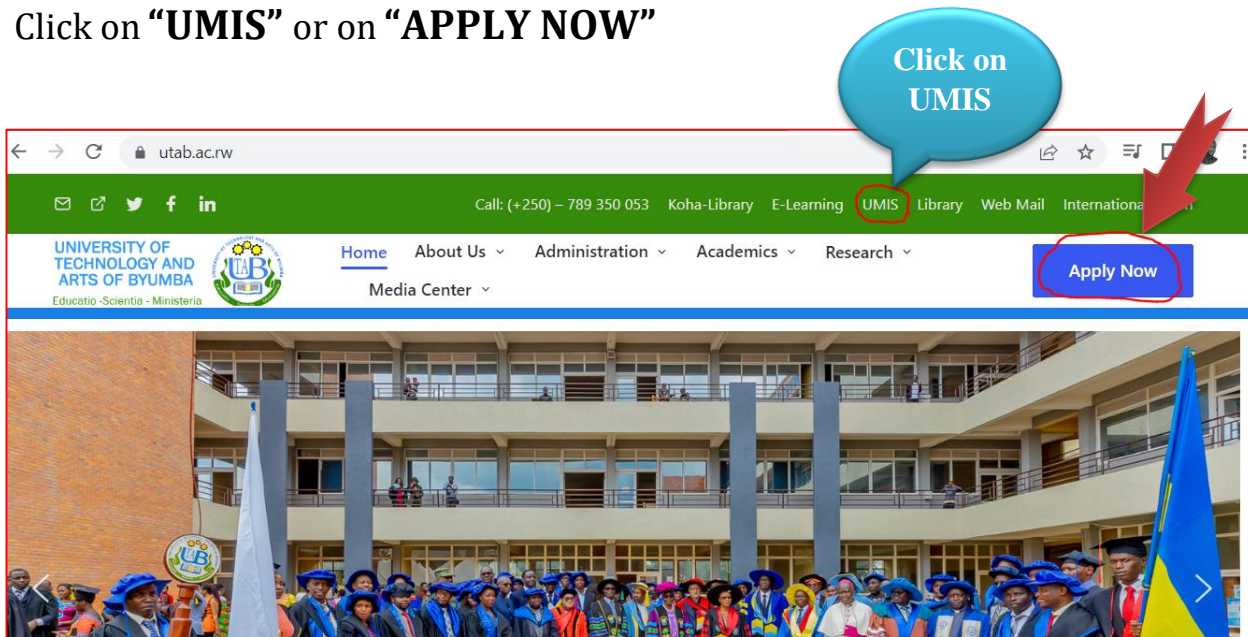 Click on “UMIS” or on “APPLY NOW”
Click on
UMIS
utab.ac.rw
Call: (+250) – 789 350 053 Koha-Library E-Learning UMIS Library Web Mail International
UNIVERSITY OF
TECHNOLOGY AND
ARTS OF BYUMBA
Educatio -Scientia - Ministeria
UTAB
Home About Us Administration Academics Research
Media Center
Apply Now